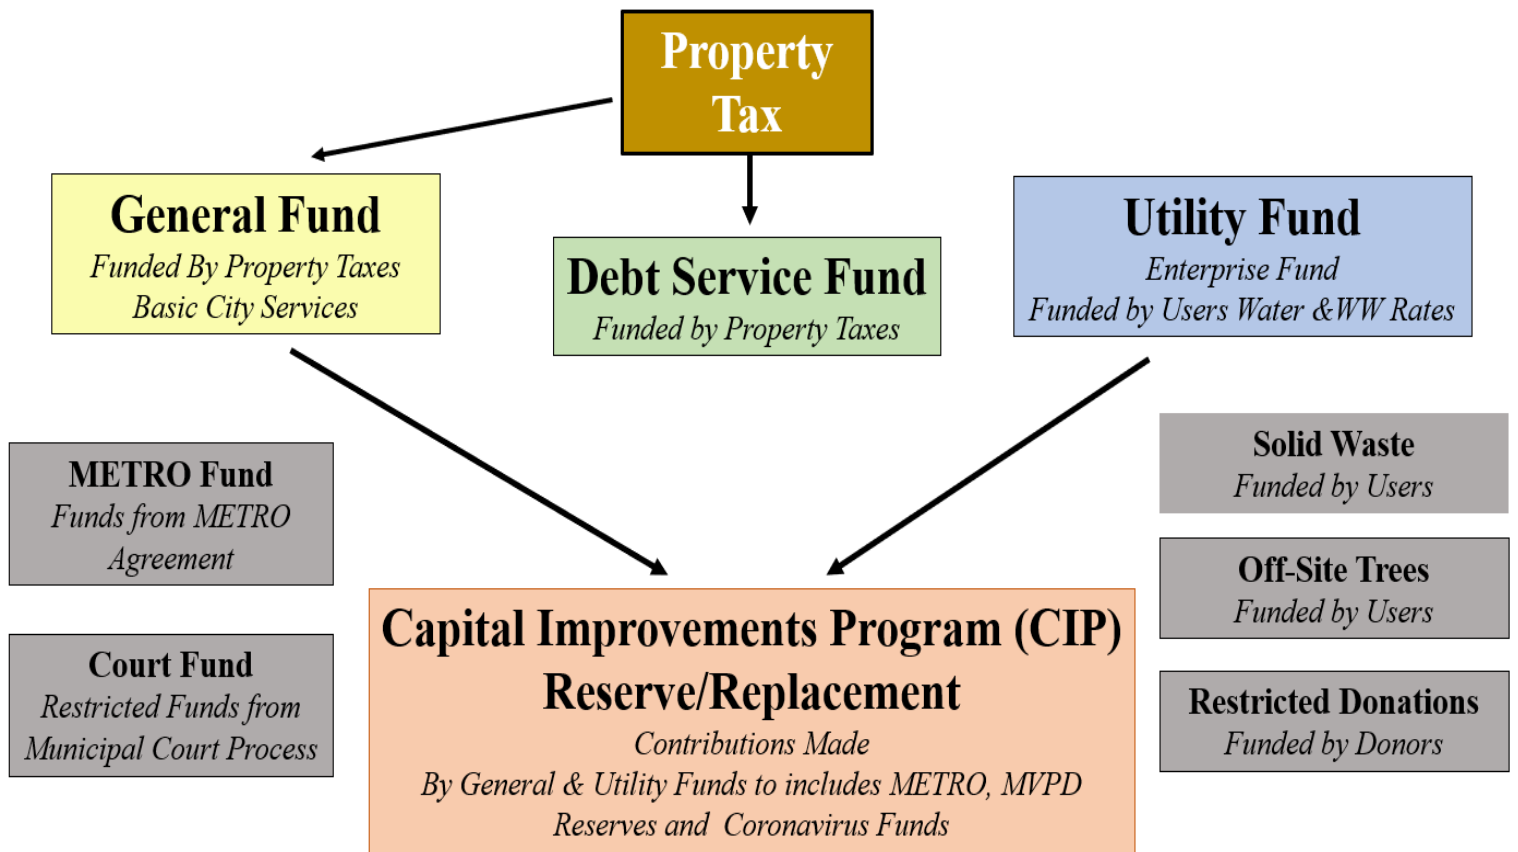 Property
Tax
General Fund
Funded By Property Taxes
Basic City Services
Debt Service Fund
Funded by Property Taxes
Utility Fund
Enterprise Fund
Funded by Users Water &WW Rates
METRO Fund
Funds from METRO
Agreement
Court Fund
Restricted Funds from
Municipal Court Process
Capital Improvements Program (CIP)
Reserve/Replacement
Contributions Made
By General & Utility Funds to includes METRO, MVPD
Reserves and Coronavirus Funds
Solid Waste
Funded by Users
Off-Site Trees
Funded by Users
Restricted Donations
Funded by Donors